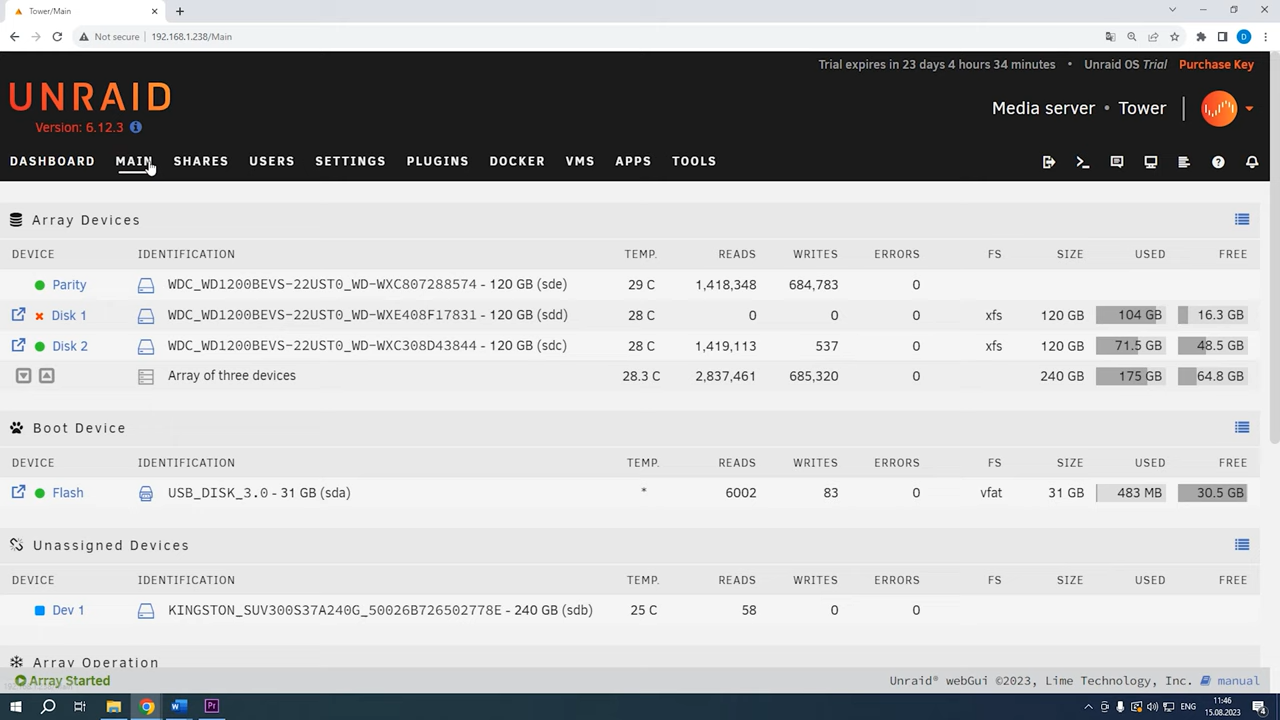 Tower/Main
Not secure 192.168.1.238/Main
D
Trial expires in 23 days 4 hours 34 minutes • Unraid OS Trial Purchase Key
UNRAID
Media server • Tower
Version: 6.12.3
DASHBOARD MAIN SHARES USERS SETTINGS PLUGINS DOCKER VMS APPS TOOLS
Array Devices
DEVICE IDENTIFICATION TEMP. READS WRITES ERRORS FS SIZE USED FREE
Parity WDC_WD1200BEVS-22UST0_WD-WXC807288574 - 120 GB (sde) 29 C 1,418,348 684,783 0
Disk 1 WDC_WD1200BEVS-22UST0_WD-WXE408F17831 - 120 GB (sdd) 28 C 0 0 0 xfs 120 GB 104 GB 16.3 GB
Disk 2 WDC_WD1200BEVS-22UST0_WD-WXC308D43844 - 120 GB (sdc) 28 C 1,419,113 537 0 xfs 120 GB 71.5 GB 48.5 GB
Array of three devices 28.3 C 2,837,461 685,320 0 240 GB 175 GB 64.8 GB
Boot Device
DEVICE IDENTIFICATION TEMP. READS WRITES ERRORS FS SIZE USED FREE
Flash USB_DISK_3.0 - 31 GB (sda) * 6002 83 0 vfat 31 GB 483 MB 30.5 GB
Unassigned Devices
DEVICE IDENTIFICATION TEMP. READS WRITES ERRORS FS SIZE USED FREE
Dev 1 KINGSTON_SUV300S37A240G_50026B726502778E - 240 GB (sdb) 25 C 58 0 0
Array Operation
Array Started Unraid® webGui ©2023, Lime Technology, Inc. manual
ENG 11:46
15.08.2023